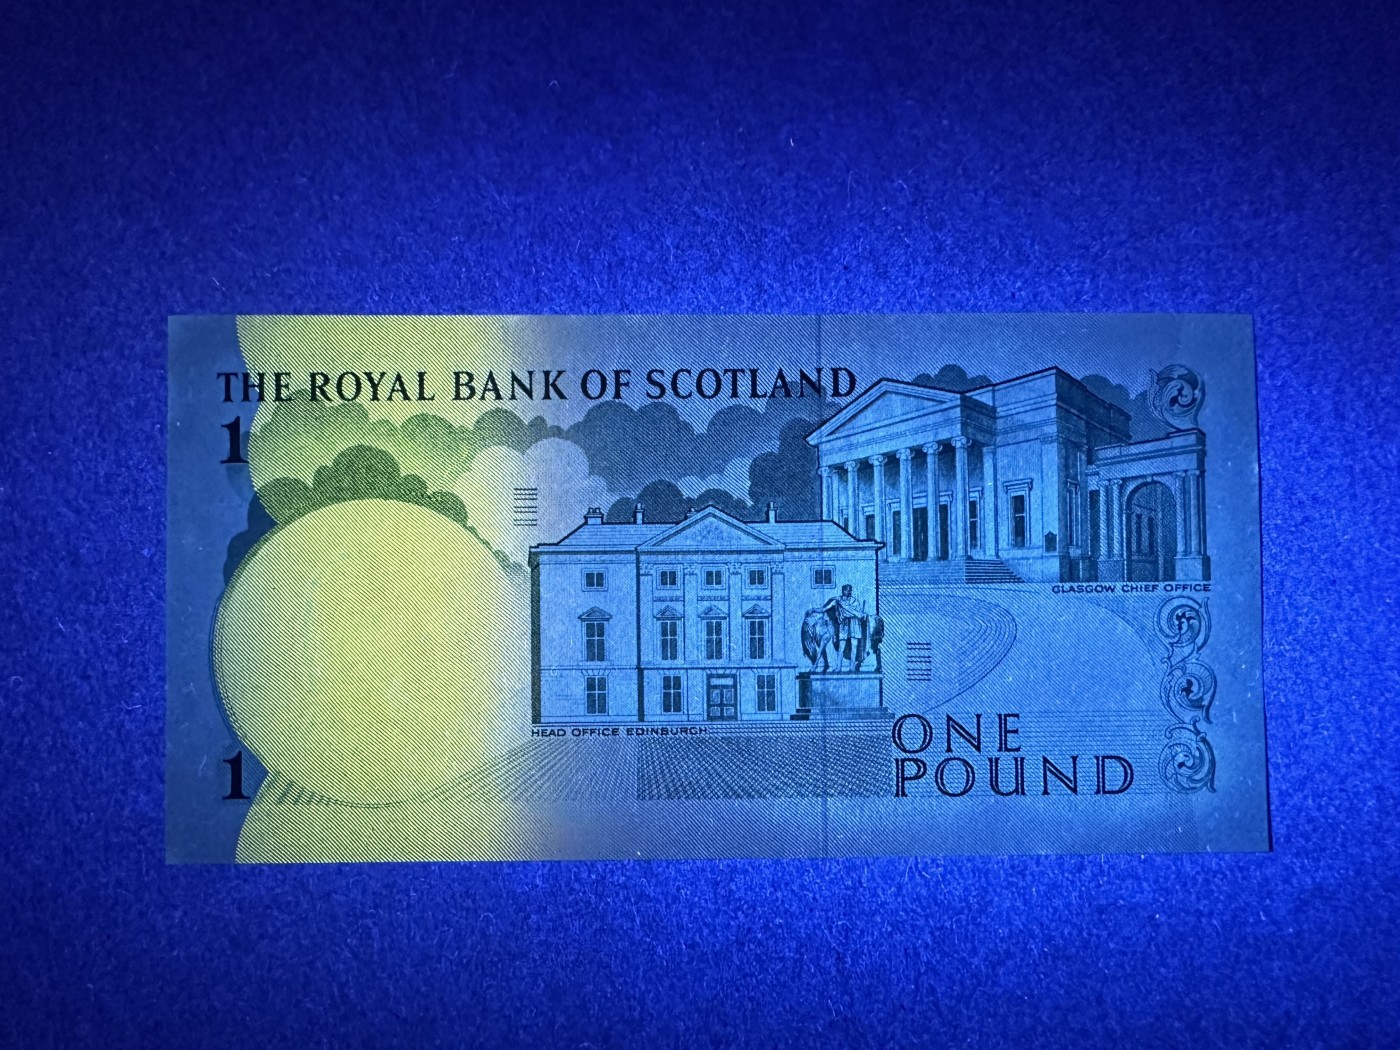 THE ROYAL BANK OF SCOTLAND
1
GLASGOW CHIEF OFFICE
HEAD OFFICE EDINBURGH
ONE
POUND
1